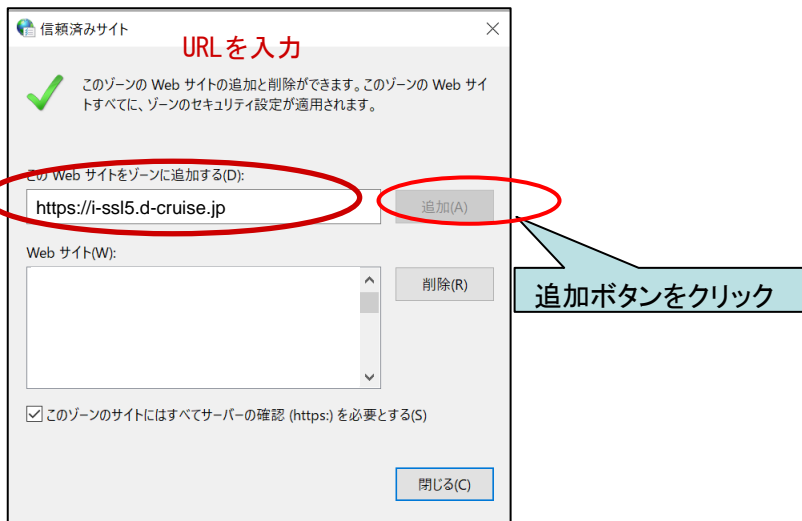 信頼済みサイト
URLを入力
このゾーンの Web サイトの追加と削除ができます。このゾーンの Web サイ
トすべてに、ゾーンのセキュリティ設定が適用されます。
この Web サイトをゾーンに追加する(D):
https://i-ssl5.d-cruise.jp
追加(A)
Web サイト(W):
削除(R)
追加ボタンをクリック
このゾーンのサイトにはすべてサーバーの確認 (https:) を必要とする(S)
閉じる(C)